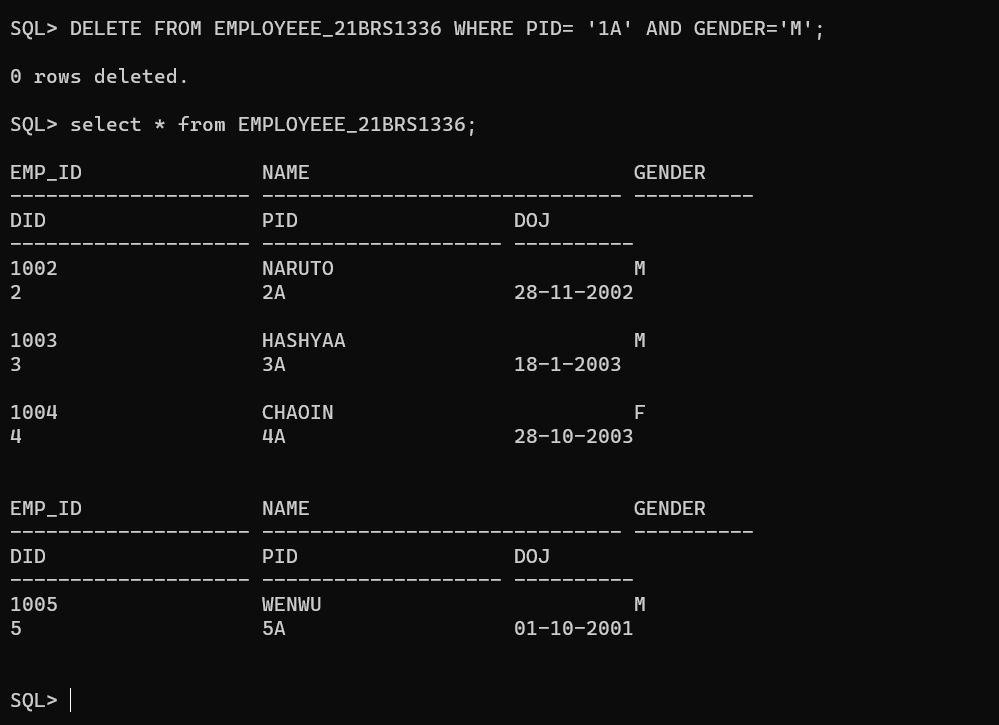 SQL> DELETE FROM EMPLOYEEE_21BRS1336 WHERE PID= '1A' AND GENDER='M';
0 rows deleted.
SQL> select * from EMPLOYEEE_21BRS1336;
EMP_ID               NAME                           GENDER
-------------------- ------------------------------ ----------
DID                  PID                  DOJ
-------------------- -------------------- ----------
1002                 NARUTO                         M
2                    2A                   28-11-2002
1003                 HASHYAA                        M
3                    3A                   18-1-2003
1004                 CHAOIN                         F
4                    4A                   28-10-2003
EMP_ID               NAME                           GENDER
-------------------- ------------------------------ ----------
DID                  PID                  DOJ
-------------------- -------------------- ----------
1005                 WENWU                          M
5                    5A                   01-10-2001
SQL>